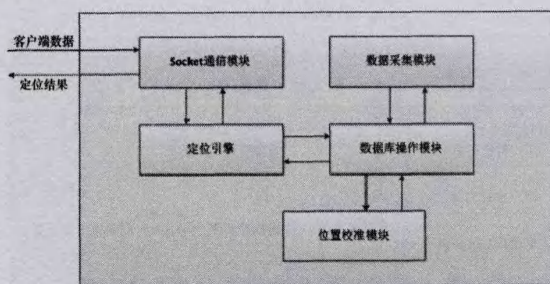 客户端数据
定位结果
Socket通信模块
数据采集模块
定位引擎
数据库操作模块
位置校准模块